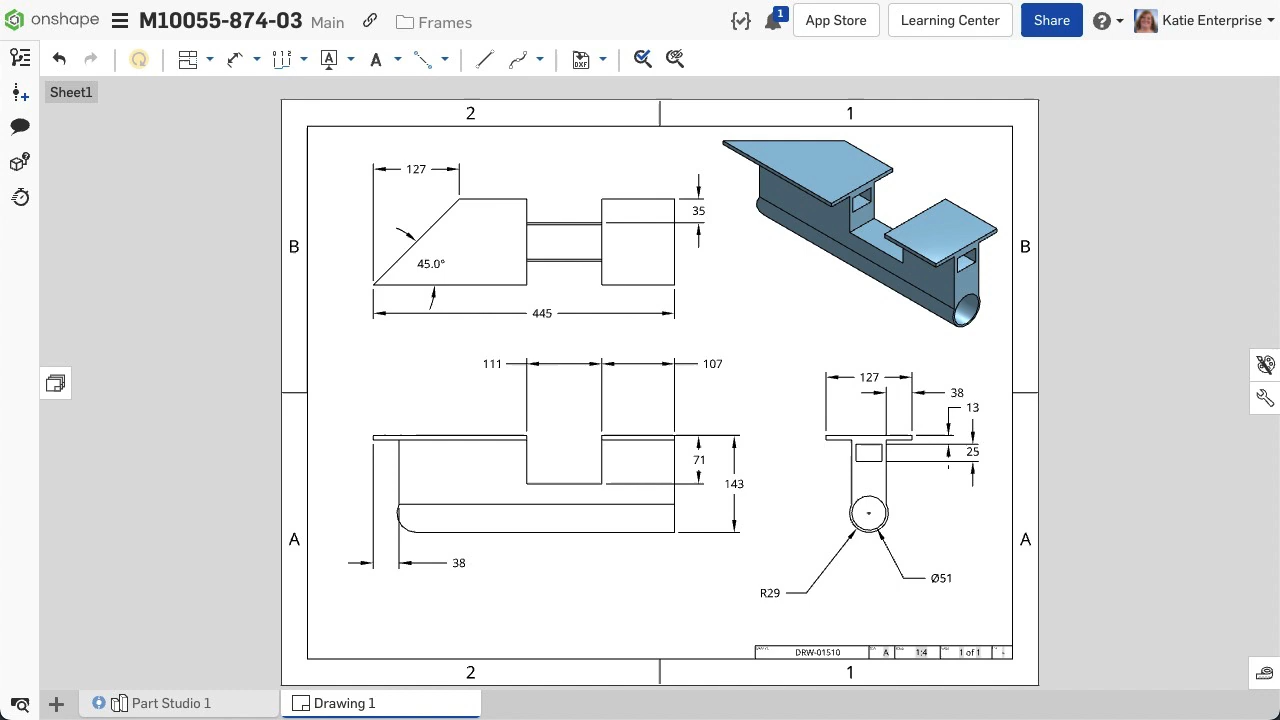 onshape M10055-874-03 Main Frames 1 App Store Learning Center Share Katie Enterprise
A A DXF
Sheet1
2 1
127
35
B B
45.0°
445
111 107
127
38
13
71 25
143
A A
38
Ø51
R29
DRW-01510 A 1:4 1 of 1
2 1
Part Studio 1 Drawing 1